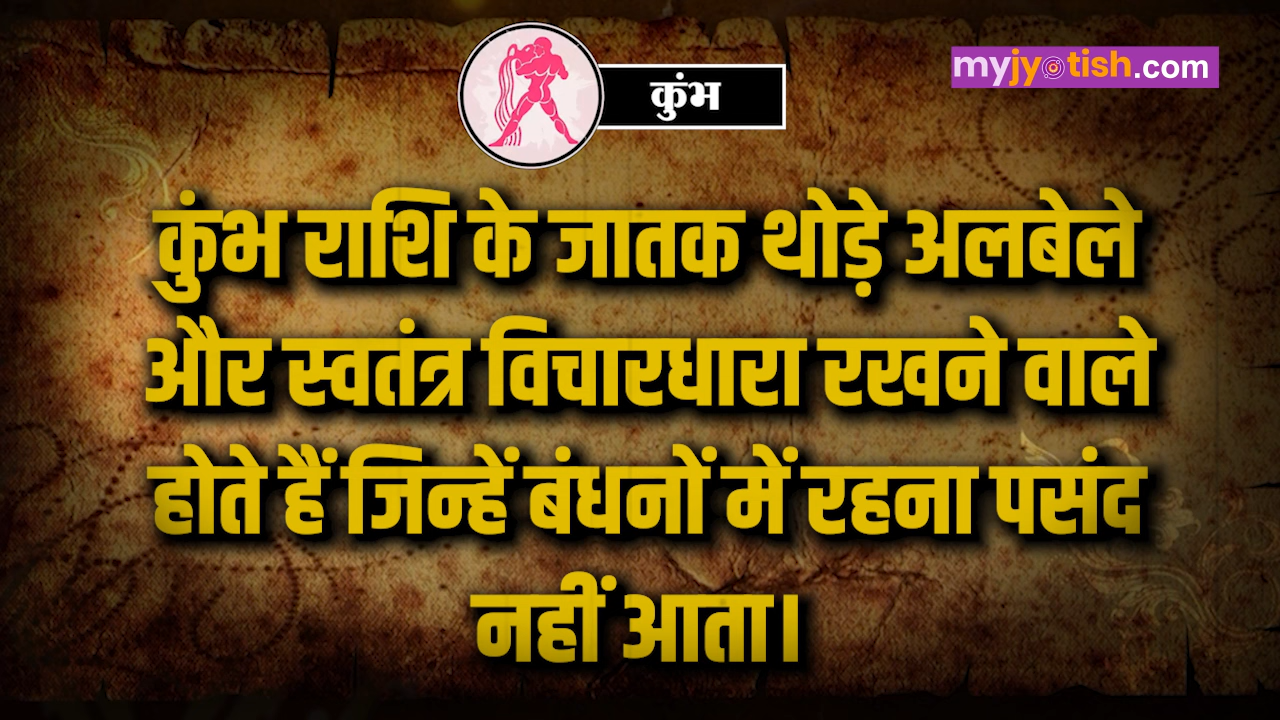 कुंभ
myjyotish.com
कुंभ राशि के जातक थोड़े अलबेले
और स्वतंत्र विचारधारा रखने वाले
होते हैं जिन्हें बंधनों में रहना पसंद
नहीं आता।